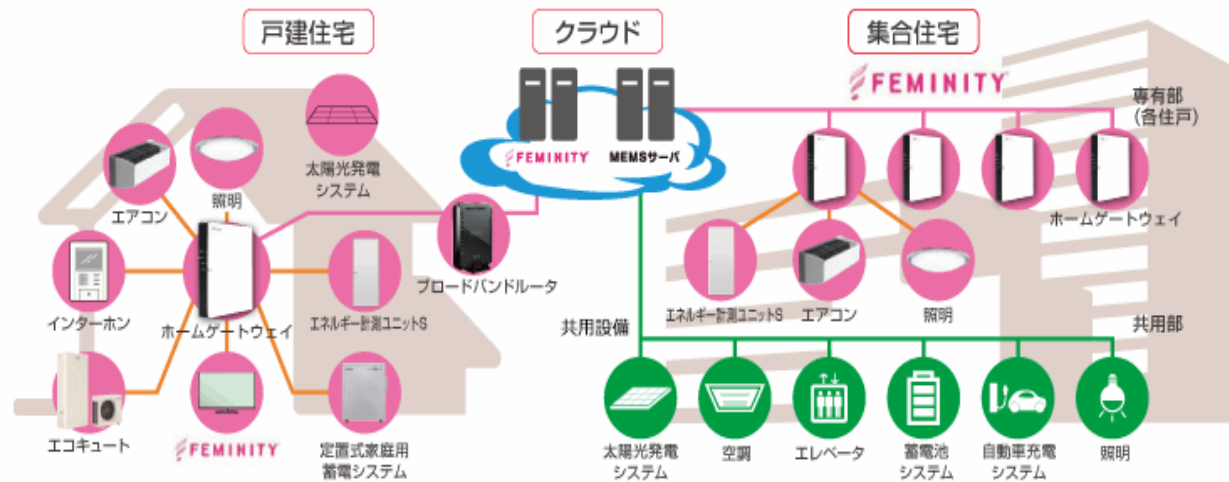 戸建住宅
クラウド
集合住宅
FEMINITY
専有部
(各住戸)
太陽光発電
システム
エアコン
照明
FEMINITY
MEMSサーバ
ホームゲートウェイ
インターホン
ホームゲートウェイ
エネルギー計測ユニットS
ブロードバンドルータ
エネルギー計測ユニットS
エアコン
照明
共用設備
共用部
エコキュート
FEMINITY
定置式家庭用
蓄電システム
太陽光発電
システム
空調
エレベータ
蓄電池
システム
自動車充電
システム
照明